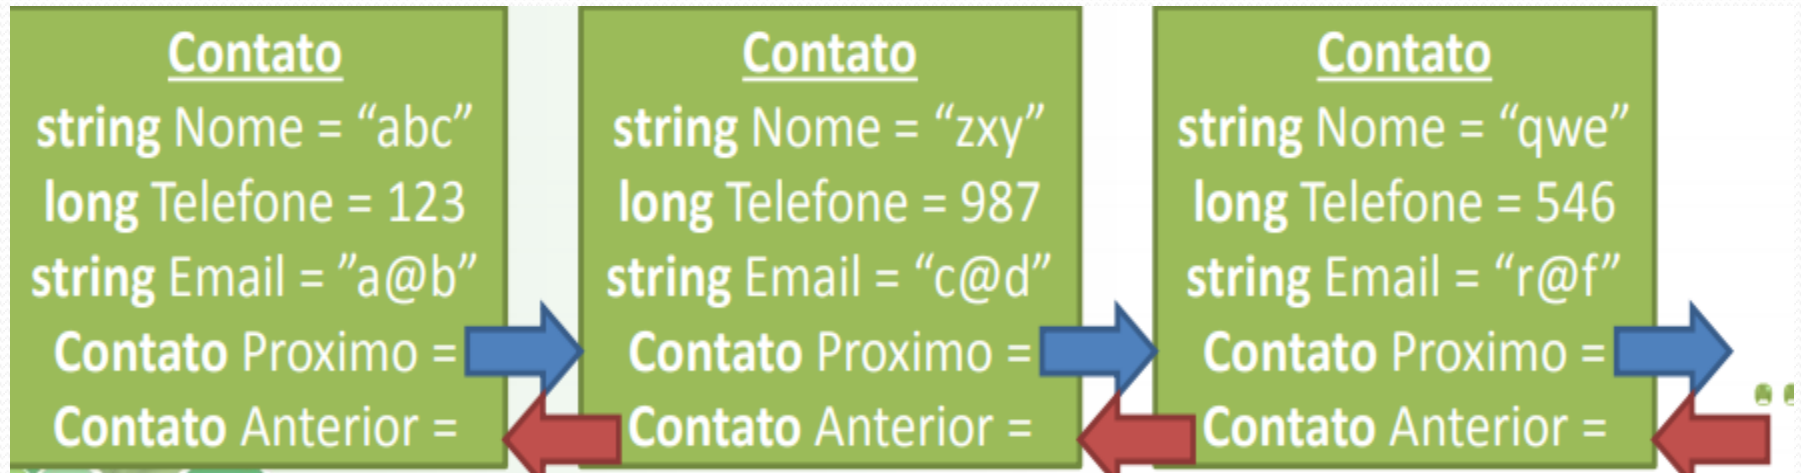 Contato
string Nome = “abc”
long Telefone = 123
string Email = ”a@b”
Contato Proximo =
Contato Anterior =
Contato
string Nome = “zxy”
long Telefone = 987
string Email = “c@d”
Contato Proximo =
Contato Anterior =
Contato
string Nome = “qwe”
long Telefone = 546
string Email = “r@f”
Contato Proximo =
Contato Anterior =